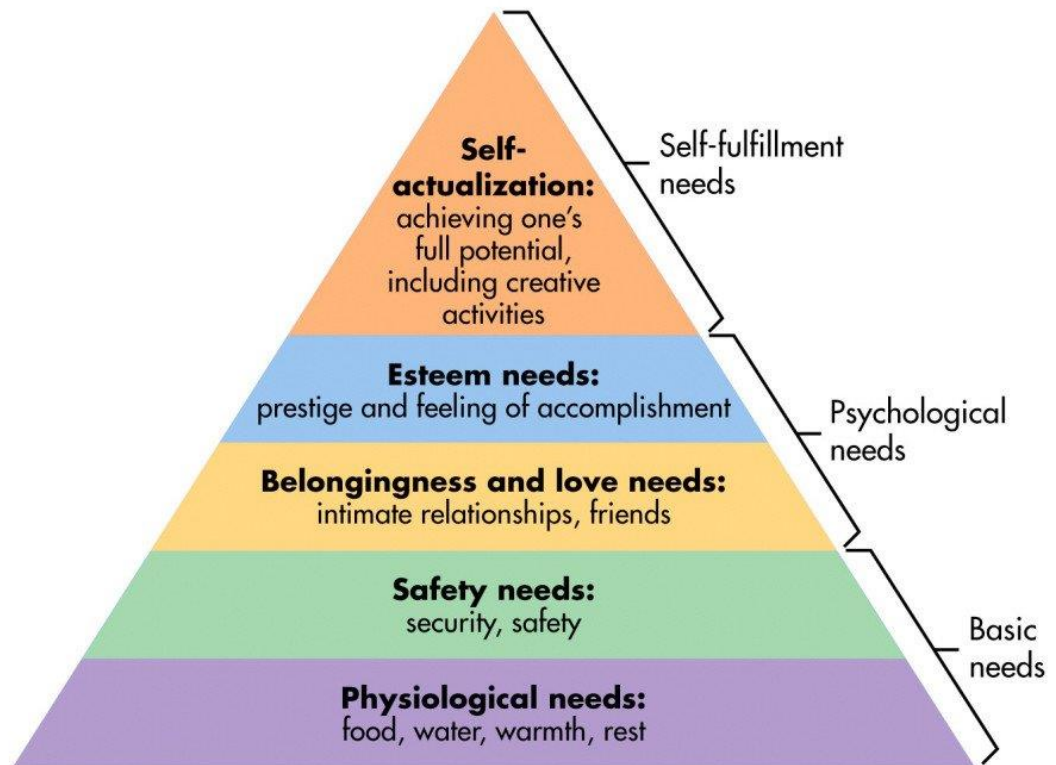 Self-
actualization:
achieving one's
full potential,
including creative
activities
Self-fulfillment
needs
Esteem needs:
prestige and feeling of accomplishment
Psychological
needs
Belongingness and love needs:
intimate relationships, friends
Safety needs:
security, safety
Basic
needs
Physiological needs:
food, water, warmth, rest